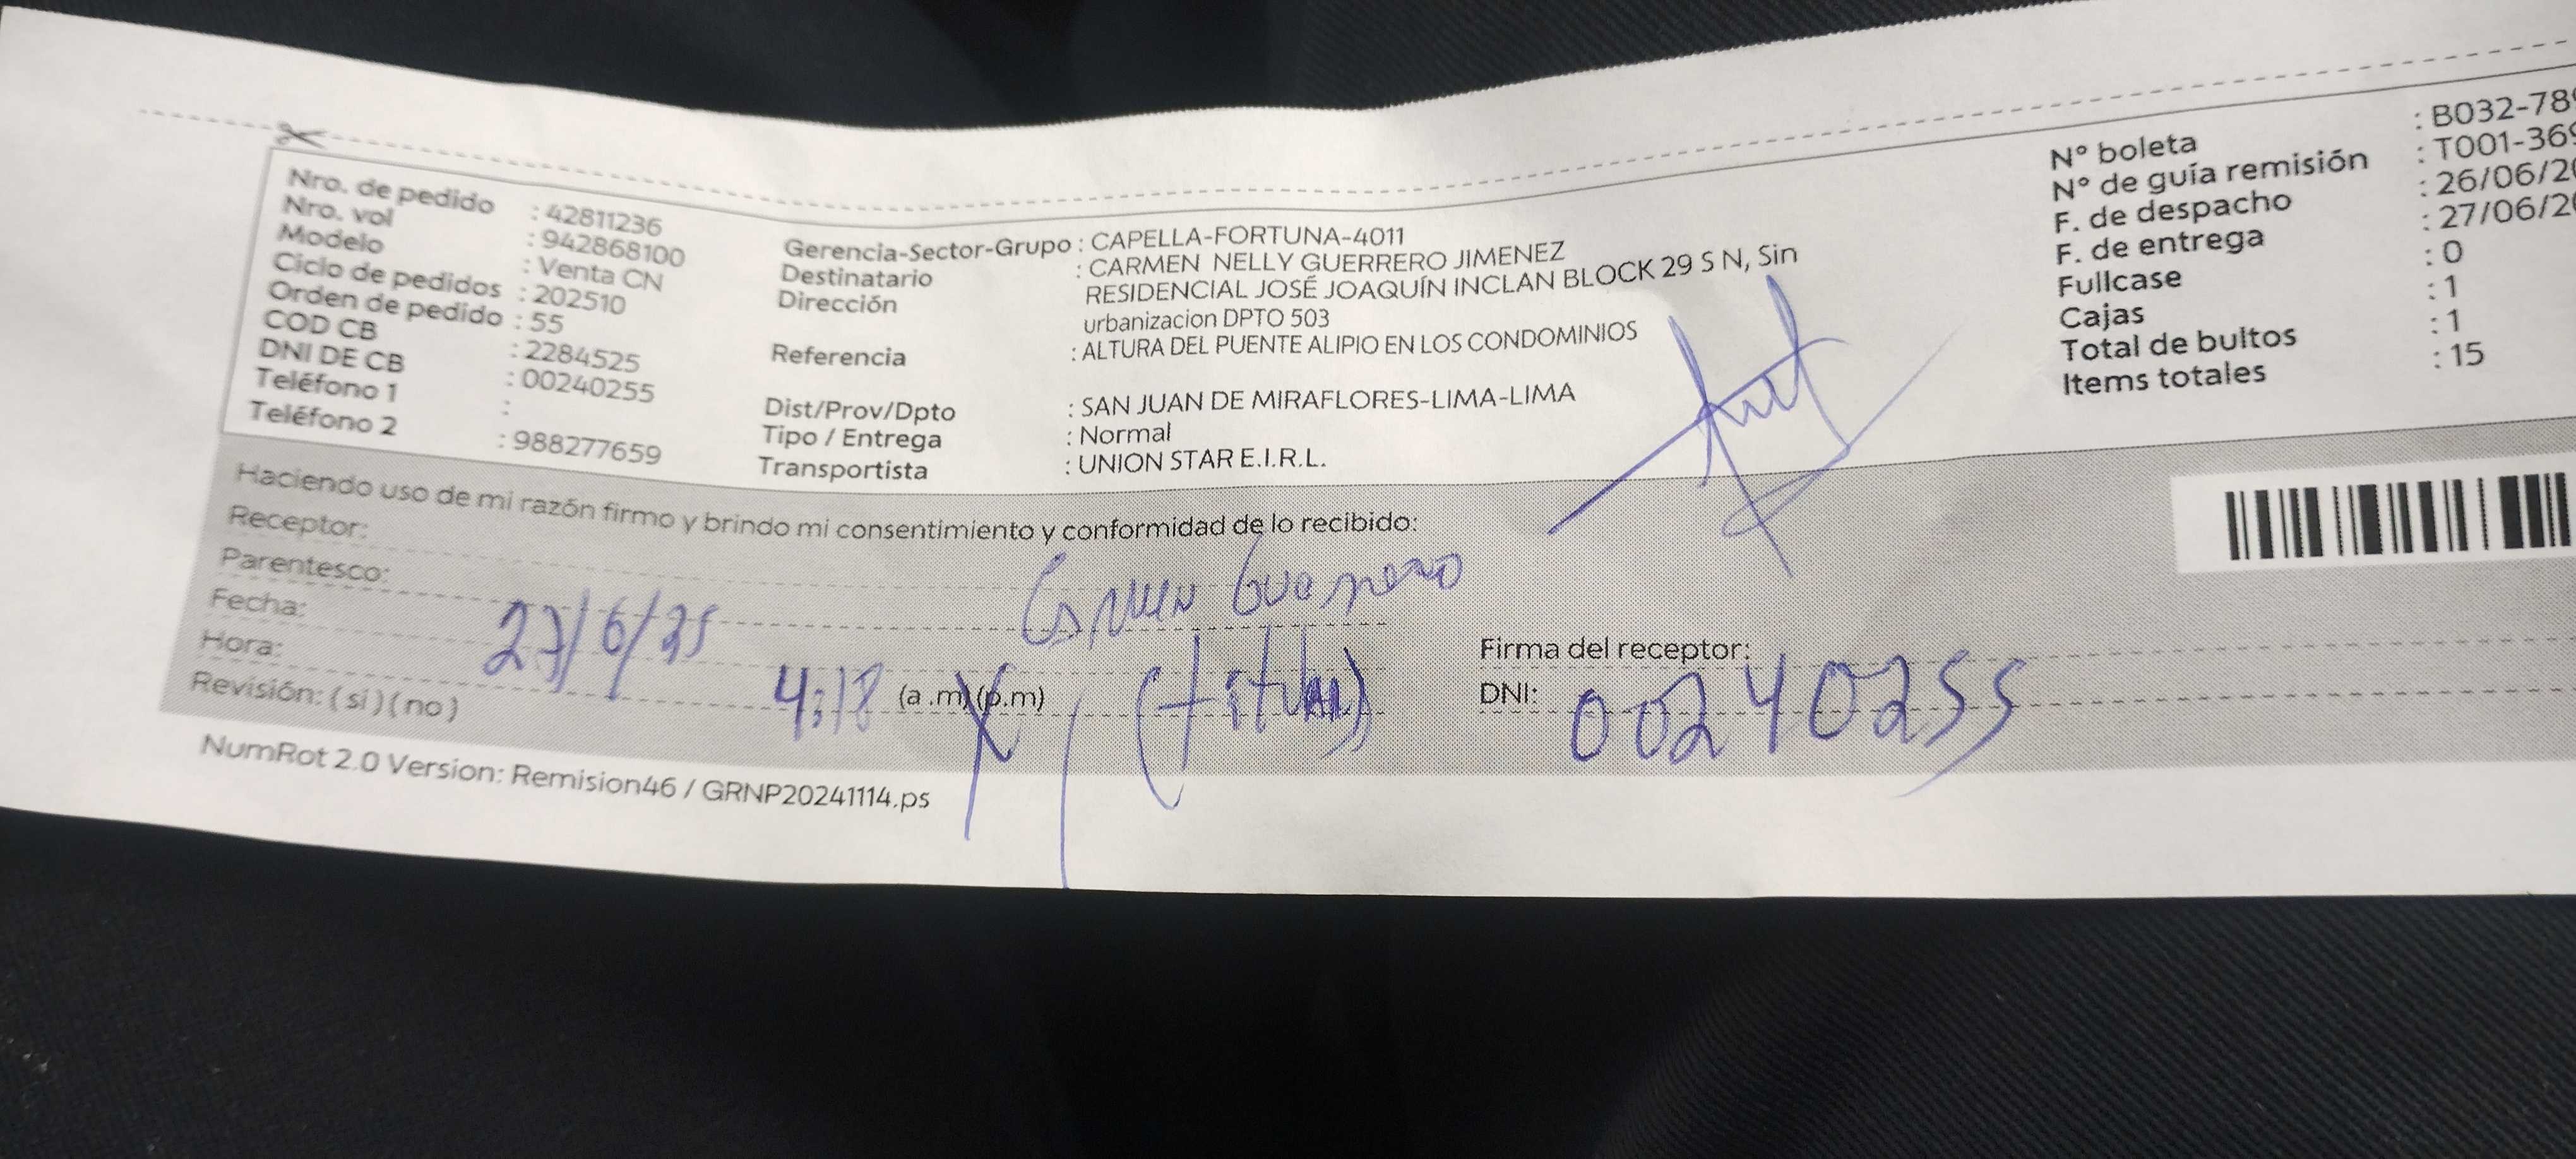 Nro. de pedido : 42811236
Nro. vol : 942868100
Modelo : Venta CN
Ciclo de pedidos : 202510
Orden de pedido : 55
COD CB : 2284525
DNI DE CB : 00240255
Teléfono 1 :
Teléfono 2 : 988277659
Gerencia-Sector-Grupo : CAPELLA-FORTUNA-4011
Destinatario : CARMEN NELLY GUERRERO JIMENEZ
Dirección RESIDENCIAL JOSÉ JOAQUÍN INCLAN BLOCK 29 S N, Sin
urbanizacion DPTO 503
Referencia : ALTURA DEL PUENTE ALIPIO EN LOS CONDOMINIOS
Dist/Prov/Dpto : SAN JUAN DE MIRAFLORES-LIMA-LIMA
Tipo / Entrega : Normal
Transportista : UNION STAR E.I.R.L.
N° boleta : B032-78
N° de guía remisión : T001-369
F. de despacho : 26/06/20
F. de entrega : 27/06/20
Fullcase : 0
Cajas : 1
Total de bultos : 1
Items totales : 15
Haciendo uso de mi razón firmo y brindo mi consentimiento y conformidad de lo recibido:
Receptor: Carmen Guerrero
Parentesco: (titular)
Fecha: 27/6/25
Hora: 4:18 (a .m) (p.m)
Revisión: ( si ) ( no )
Firma del receptor:
DNI: 00240255
NumRot 2.0 Version: Remision46 / GRNP20241114.ps